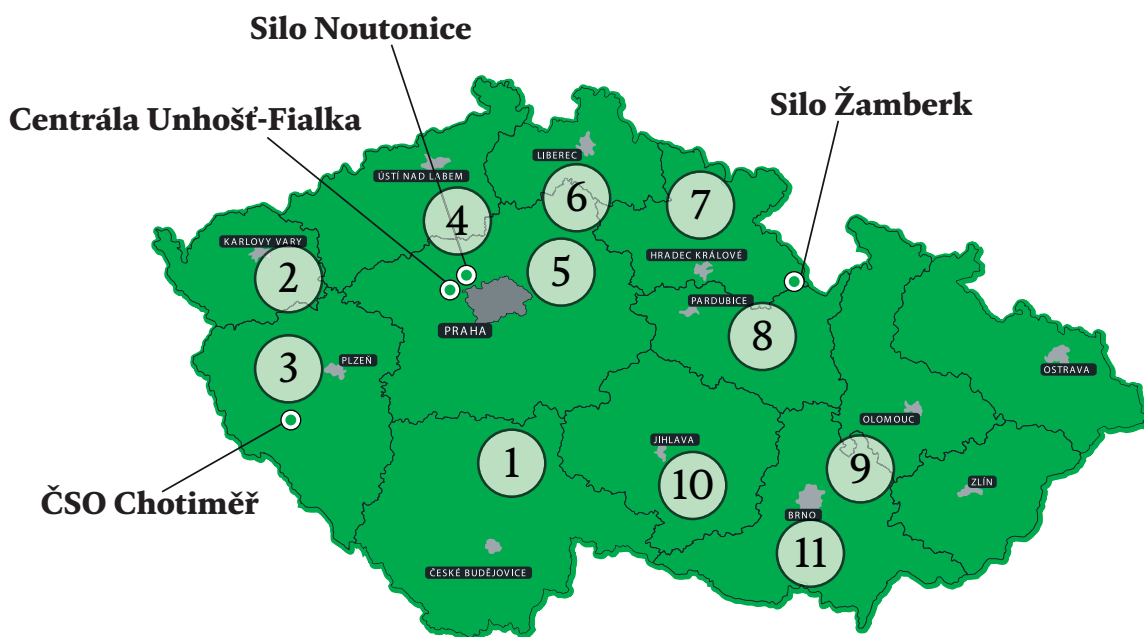 Silo Noutonice
Centrála Unhošť-Fialka
Silo Žamberk
LIBEREC
ÚSTÍ NAD LABEM
6
7
4
KARLOVY VARY
HRADEC KRÁLOVÉ
5
2
PARDUBICE
PRAHA
8
PLZEŇ
3
OSTRAVA
OLOMOUC
JIHLAVA
1
9
10
ZLÍN
ČSO Chotiměř
BRNO
11
ČESKÉ BUDĚJOVICE